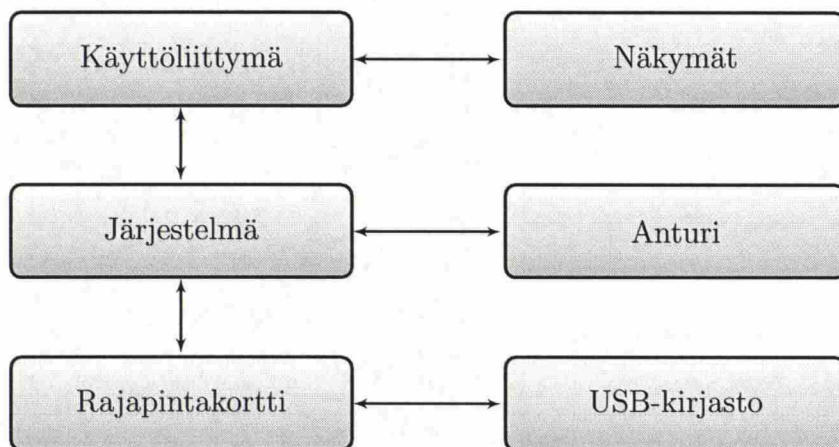 Käyttöliittymä
Näkymät
Järjestelmä
Anturi
Rajapintakortti
USB-kirjasto